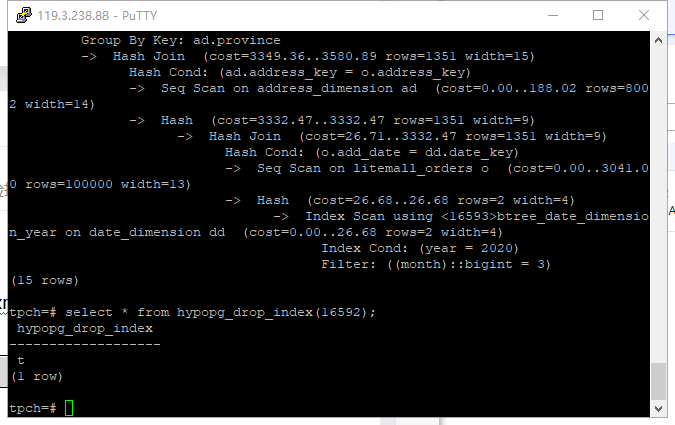 119.3.238.88 - PuTTY
Group By Key: ad.province
-> Hash Join (cost=3349.36..3580.89 rows=1351 width=15)
Hash Cond: (ad.address_key = o.address_key)
-> Seq Scan on address_dimension ad (cost=0.00..188.02 rows=800
2 width=14)
-> Hash (cost=3332.47..3332.47 rows=1351 width=9)
-> Hash Join (cost=26.71..3332.47 rows=1351 width=9)
Hash Cond: (o.add_date = dd.date_key)
-> Seq Scan on litemall_orders o (cost=0.00..3041.0
0 rows=100000 width=13)
-> Hash (cost=26.68..26.68 rows=2 width=4)
-> Index Scan using <16593>btree_date_dimensio
n_year on date_dimension dd (cost=0.00..26.68 rows=2 width=4)
Index Cond: (year = 2020)
Filter: ((month)::bigint = 3)
(15 rows)
tpch=# select * from hypopg_drop_index(16592);
hypopg_drop_index
-------------------
t
(1 row)
tpch=#